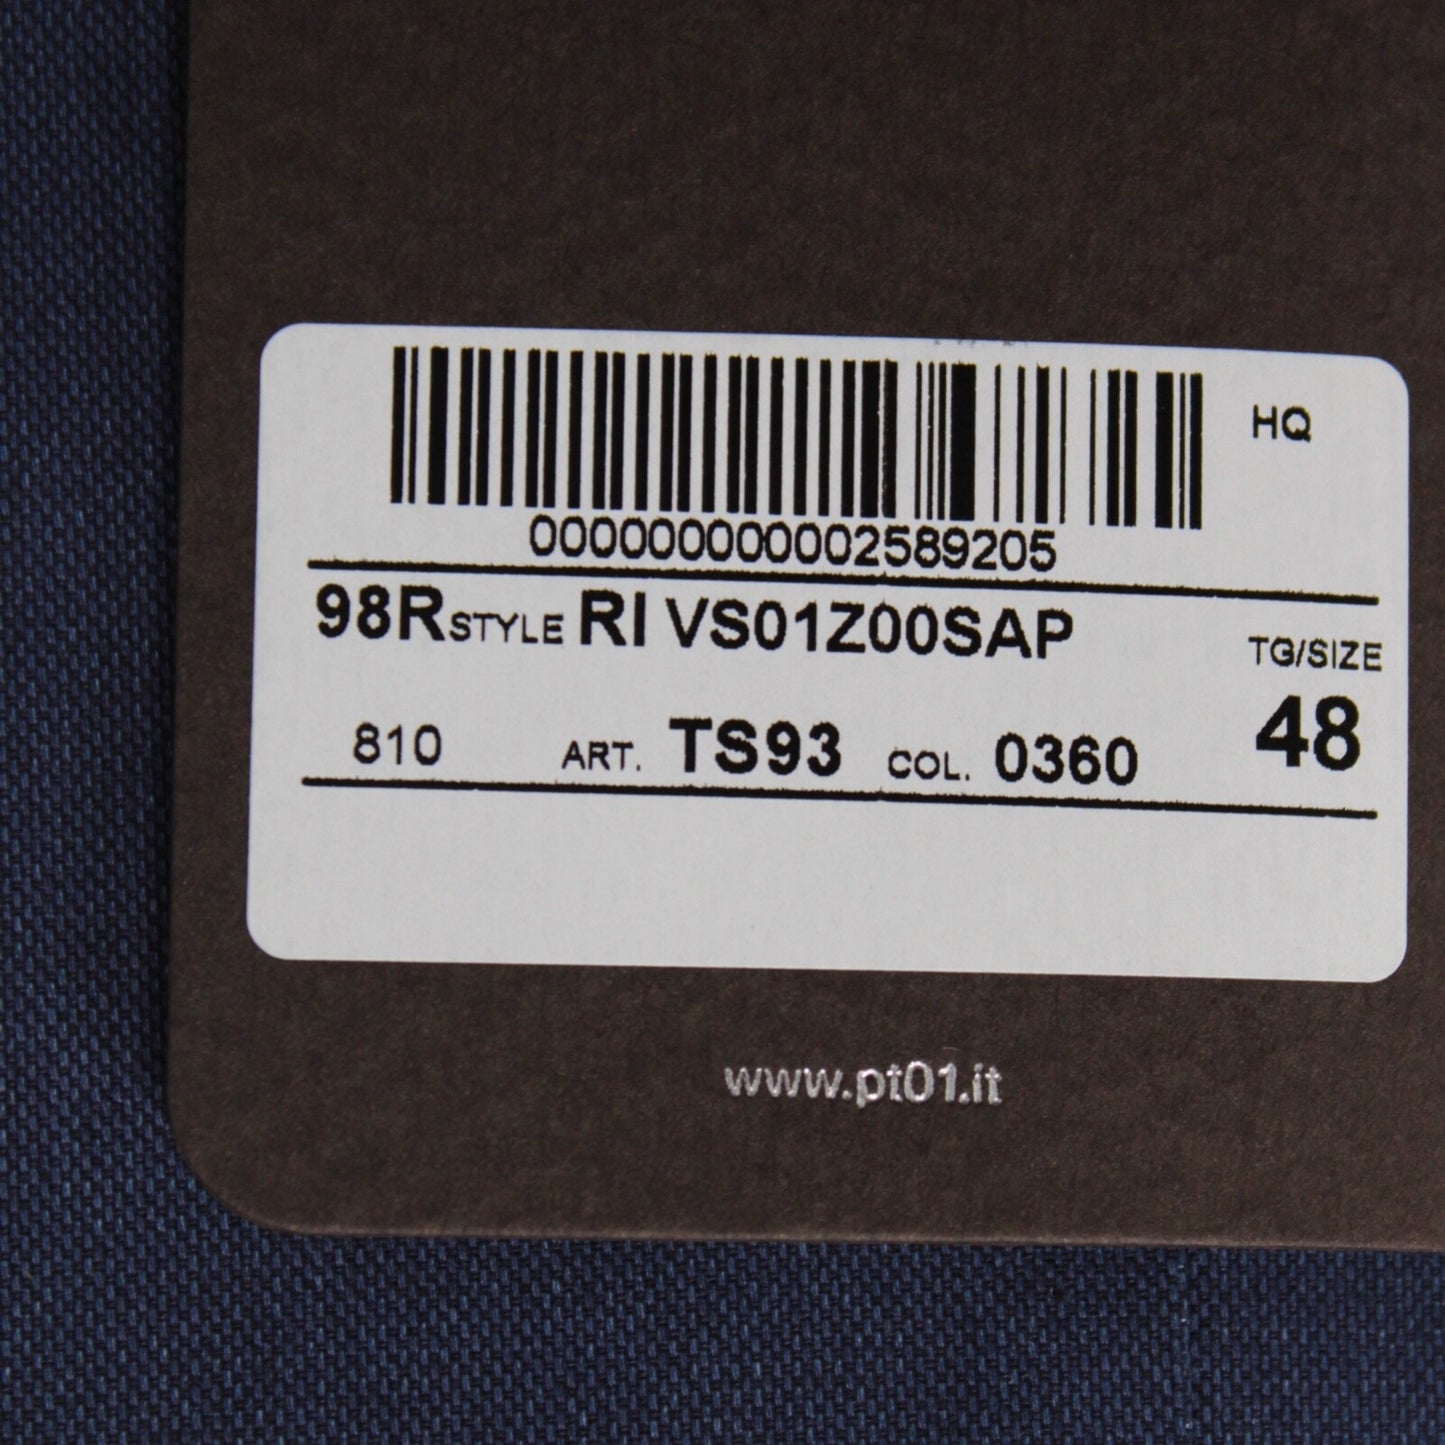 HQ
000000000002589205
98R STYLE RI VS01Z00SAP
TG/SIZE
48
810 ART. TS93 COL. 0360
www.pt01.it